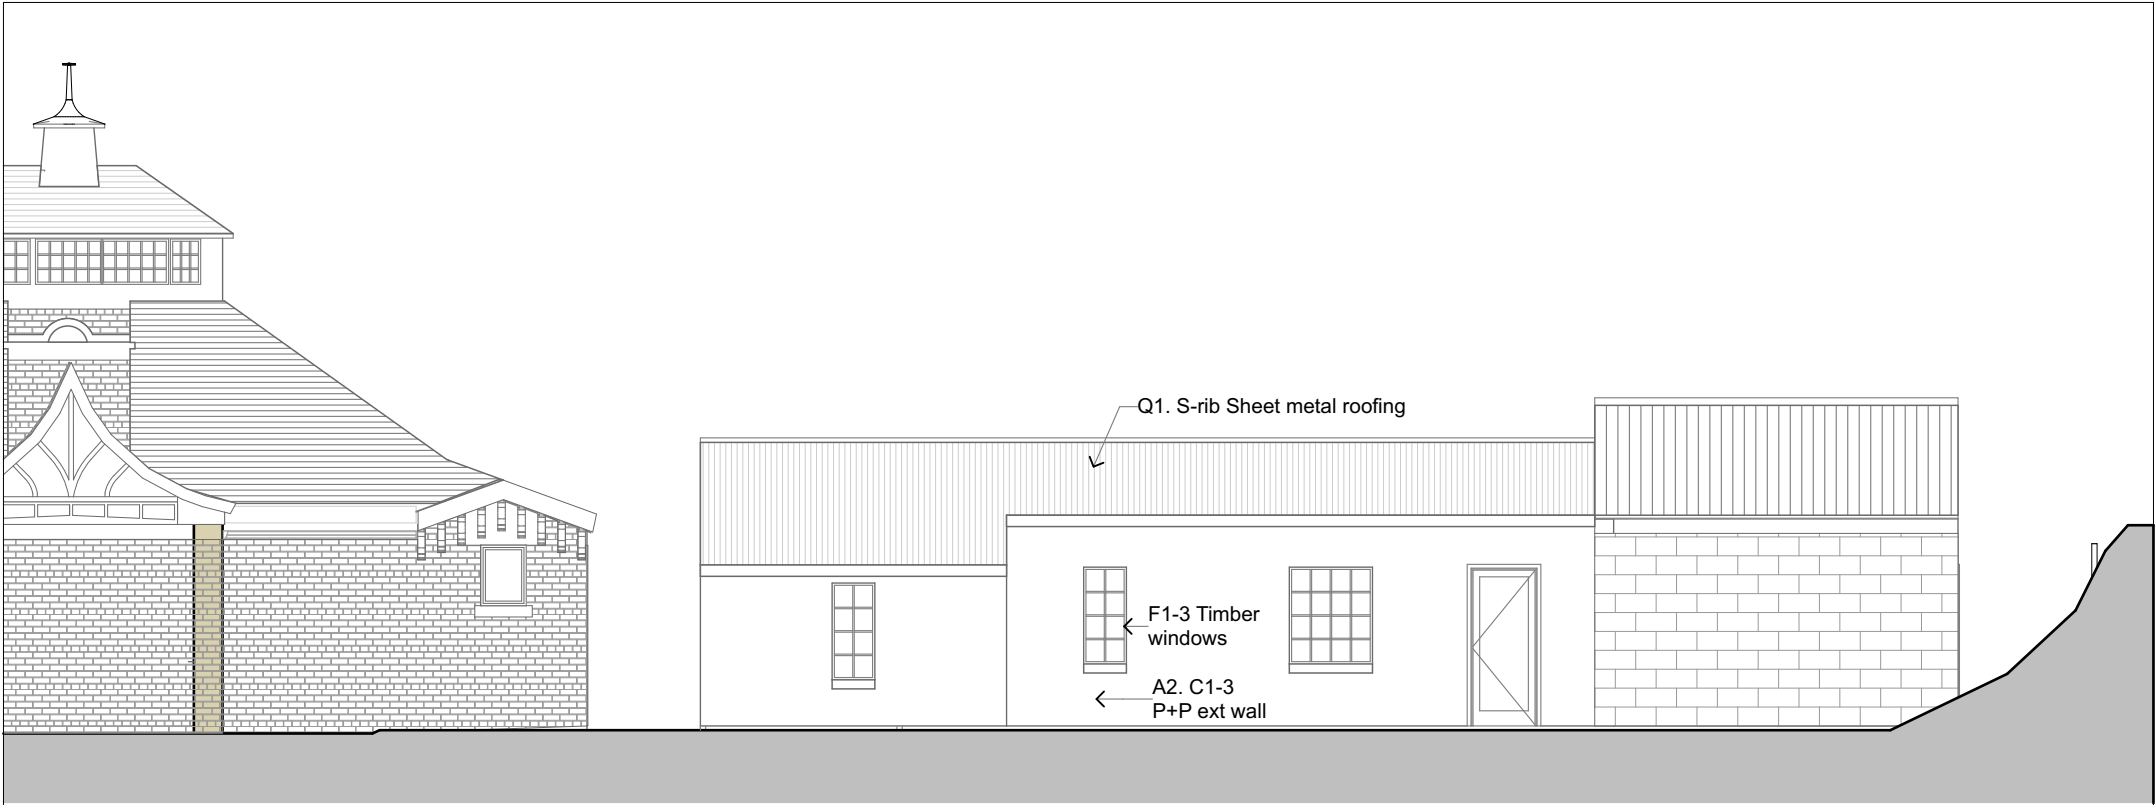 Q1. S-rib Sheet metal roofing
F1-3 Timber
windows
A2. C1-3
P+P ext wall